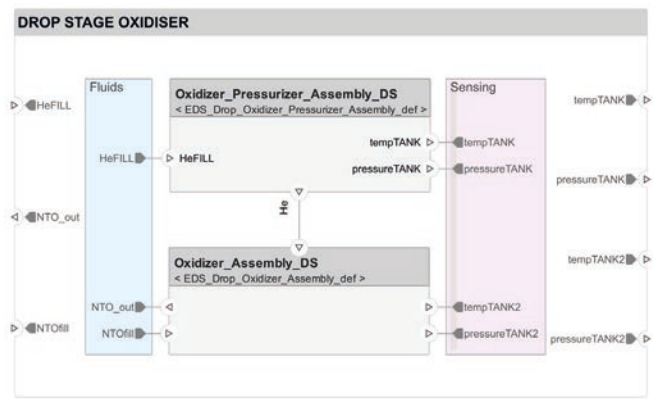 DROP STAGE OXIDISER
Fluids
Oxidizer_Pressurizer_Assembly_DS
< EDS_Drop_Oxidizer_Pressurizer_Assembly_def >
Sensing
HeFILL
tempTANK
tempTANK
tempTANK
HeFILL
HeFILL
pressureTANK
pressureTANK
pressureTANK
He
NTO_out
Oxidizer_Assembly_DS
< EDS_Drop_Oxidizer_Assembly_def >
tempTANK2
NTO_out
tempTANK2
NTOfill
NTOfill
pressureTANK2
pressureTANK2